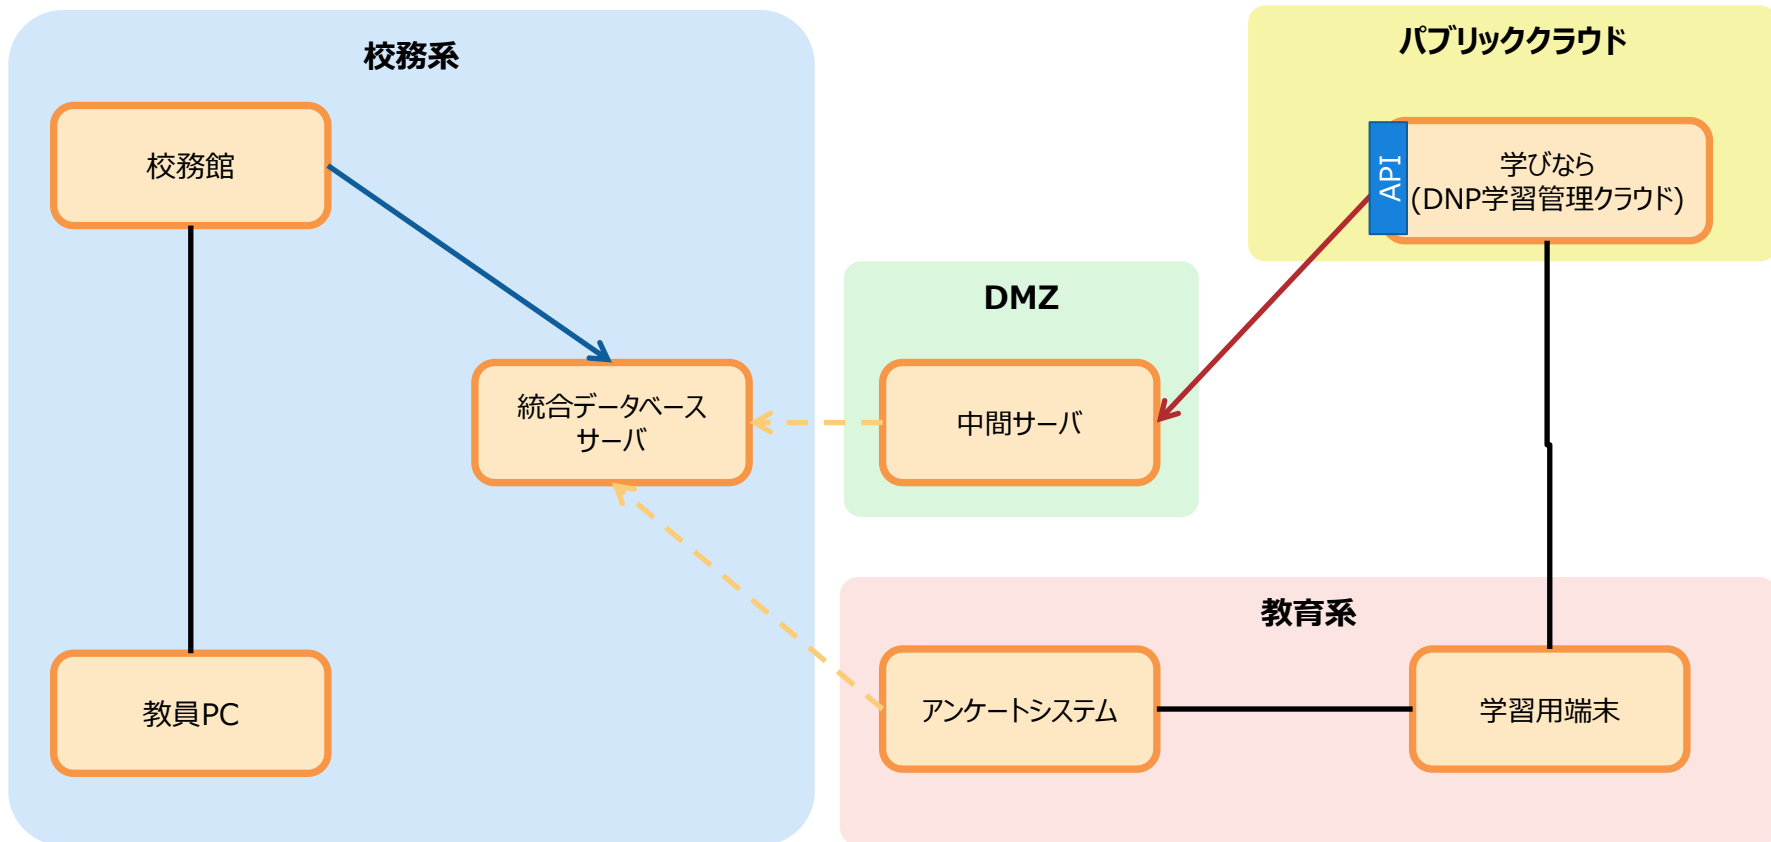 校務系
校務館
統合データベース
サーバ
教員PC
DMZ
中間サーバ
パブリッククラウド
API
学びなら
(DNP学習管理クラウド)
教育系
アンケートシステム
学習用端末